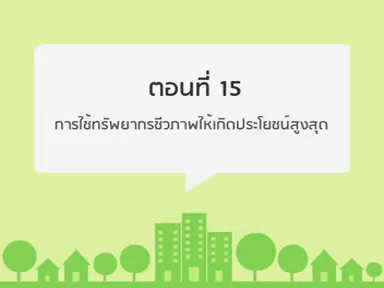 ตอนที่ 15
การใช้ทรัพยากรชีวภาพให้เกิดประโยชน์สูงสุด